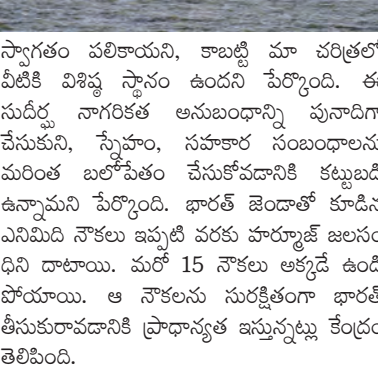 స్వాగతం పలికాయని, కాబట్టి మా చరిత్రలో
వీటికి విశిష్ఠ స్థానం ఉందని పేర్కొంది. ఈ
సుదీర్ఘ నాగరికత అనుబంధాన్ని పునాదిగా
చేసుకుని, స్నేహం, సహకార సంబంధాలను
మరింత బలోపేతం చేసుకోవడానికి కట్టుబడి
ఉన్నామని పేర్కొంది. భారత్ జెండాతో కూడిన
ఎనిమిది నౌకలు ఇప్పటి వరకు హర్మూజ్ జలసం
ధిని దాటాయి. మరో 15 నౌకలు అక్కడే ఉండి
పోయాయి. ఆ నౌకలను సురక్షితంగా భారత్
తీసుకురావడానికి ప్రాధాన్యత ఇస్తున్నట్లు కేంద్రం
తెలిపింది.